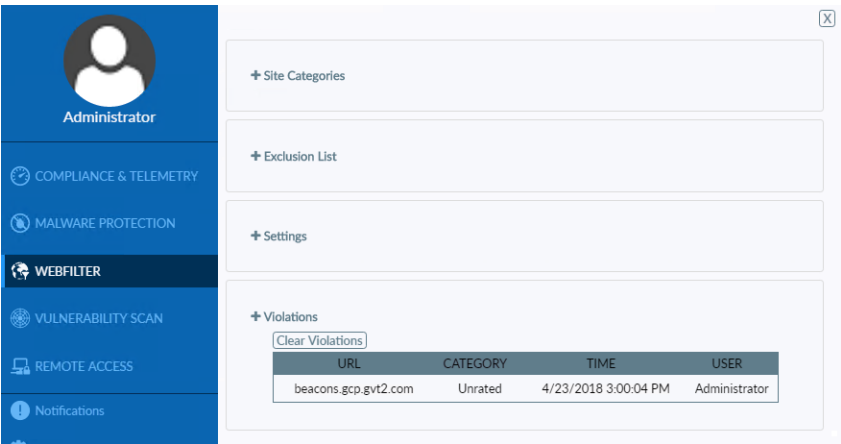 Administrator
COMPLIANCE & TELEMETRY
MALWARE PROTECTION
WEBFILTER
VULNERABILITY SCAN
REMOTE ACCESS
Notifications
X
+ Site Categories
+ Exclusion List
+ Settings
+ Violations
Clear Violations
URL CATEGORY TIME USER
beacons.gcp.gvt2.com Unrated 4/23/2018 3:00:04 PM Administrator